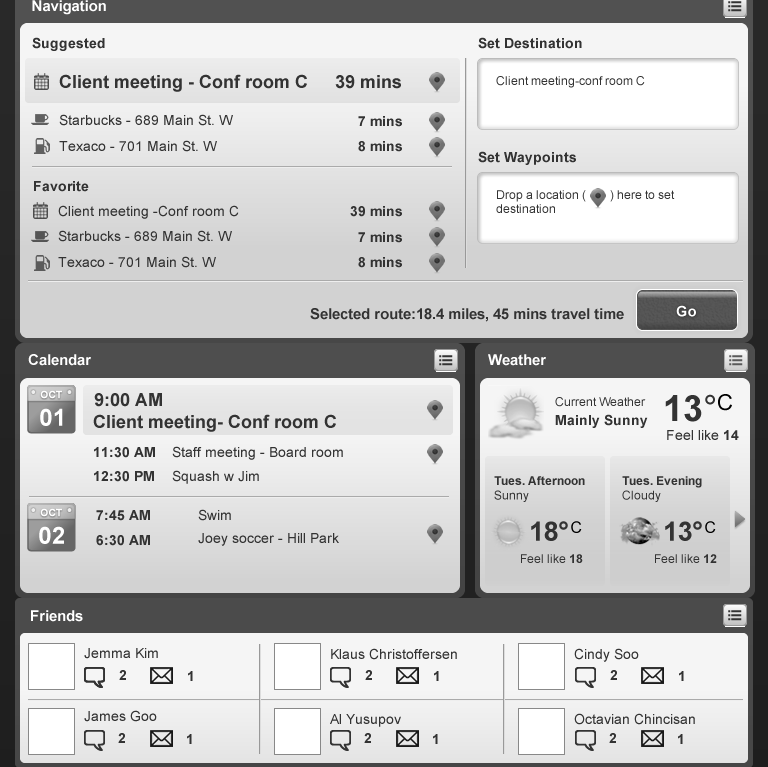 Navigation
Suggested
Client meeting - Conf room C 39 mins
Starbucks - 689 Main St. W 7 mins
Texaco - 701 Main St. W 8 mins
Favorite
Client meeting -Conf room C 39 mins
Starbucks - 689 Main St. W 7 mins
Texaco - 701 Main St. W 8 mins
Set Destination
Client meeting-conf room C
Set Waypoints
Drop a location ( ) here to set
destination
Selected route:18.4 miles, 45 mins travel time
Go
Calendar
OCT
01
9:00 AM
Client meeting- Conf room C
11:30 AM Staff meeting - Board room
12:30 PM Squash w Jim
OCT
02
7:45 AM Swim
6:30 AM Joey soccer - Hill Park
Weather
Current Weather
Mainly Sunny
13°C
Feel like 14
Tues. Afternoon
Sunny
18°C
Feel like 18
Tues. Evening
Cloudy
13°C
Feel like 12
Friends
Jemma Kim
2 1
Klaus Christoffersen
2 1
Cindy Soo
2 1
James Goo
2 1
Al Yusupov
2 1
Octavian Chincisan
2 1